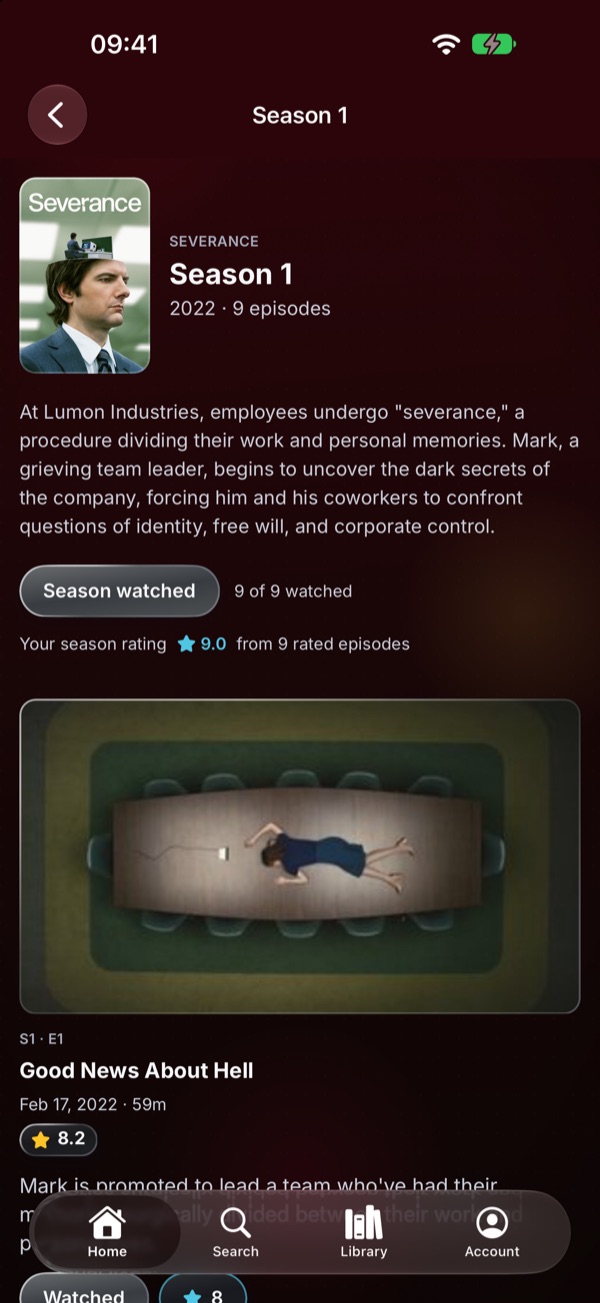 09:41
Season 1
Severance
SEVERANCE
Season 1
2022 · 9 episodes
At Lumon Industries, employees undergo "severance," a
procedure dividing their work and personal memories. Mark, a
grieving team leader, begins to uncover the dark secrets of
the company, forcing him and his coworkers to confront
questions of identity, free will, and corporate control.
Season watched
9 of 9 watched
Your season rating 9.0 from 9 rated episodes
S1 · E1
Good News About Hell
Feb 17, 2022 · 59m
8.2
Mark is promoted to lead a team who've had their
their work
Home
Search
Library
Account
Watched
8